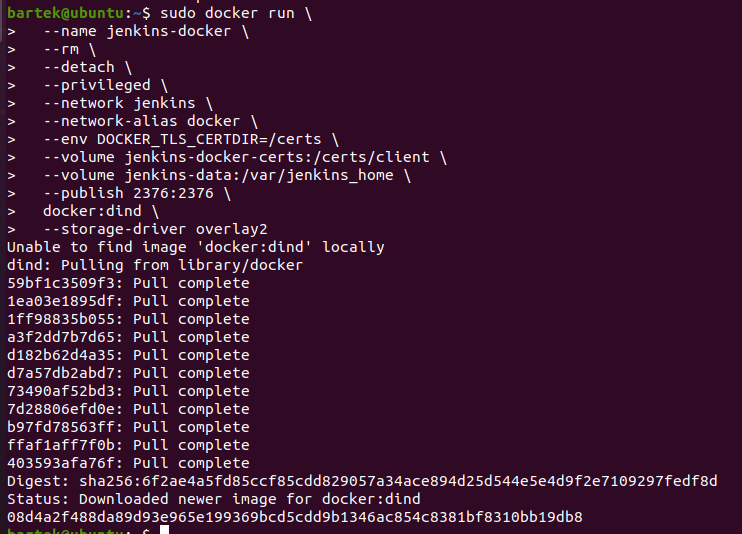 bartek@ubuntu:~$ sudo docker run \
>   --name jenkins-docker \
>   --rm \
>   --detach \
>   --privileged \
>   --network jenkins \
>   --network-alias docker \
>   --env DOCKER_TLS_CERTDIR=/certs \
>   --volume jenkins-docker-certs:/certs/client \
>   --volume jenkins-data:/var/jenkins_home \
>   --publish 2376:2376 \
>   docker:dind \
>   --storage-driver overlay2
Unable to find image 'docker:dind' locally
dind: Pulling from library/docker
59bf1c3509f3: Pull complete
1ea03e1895df: Pull complete
1ff98835b055: Pull complete
a3f2dd7b7d65: Pull complete
d182b62d4a35: Pull complete
d7a57db2abd7: Pull complete
73490af52bd3: Pull complete
7d28806efd0e: Pull complete
b97fd78563ff: Pull complete
ffaf1aff7f0b: Pull complete
403593afa76f: Pull complete
Digest: sha256:6f2ae4a5fd85ccf85cdd829057a34ace894d25d544e5e4d9f2e7109297fedf8d
Status: Downloaded newer image for docker:dind
08d4a2f488da89d93e965e199369bcd5cdd9b1346ac854c8381bf8310bb19db8
bartek@ubuntu:~$